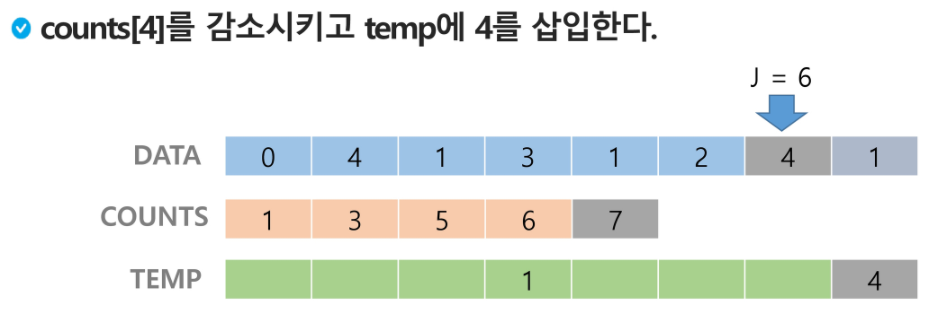 counts[4]를 감소시키고 temp에 4를 삽입한다.
J = 6
DATA 0 4 1 3 1 2 4 1
COUNTS 1 3 5 6 7
TEMP 1 4